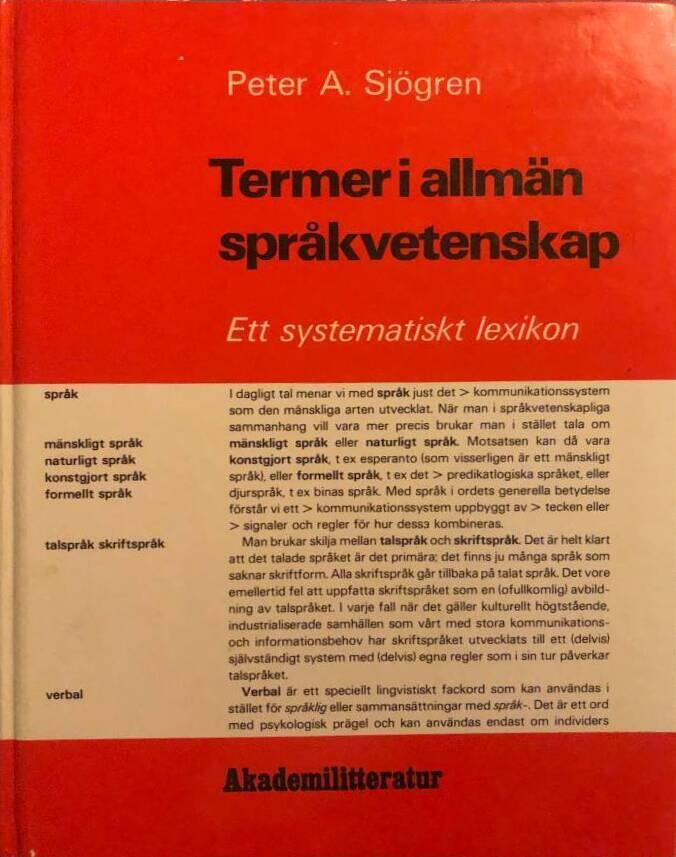 Peter A. Sjögren
Termer i allmän
språkvetenskap
Ett systematiskt lexikon
språk
I dagligt tal menar vi med språk just det > kommunikationssystem
som den mänskliga arten utvecklat. När man i språkvetenskapliga
sammanhang vill vara mer precis brukar man i stället tala om
mänskligt språk
mänskligt språk eller naturligt språk. Motsatsen kan då vara
naturligt språk
konstgjort språk, t ex esperanto (som visserligen är ett mänskligt
konstgjort språk
språk), eller formellt språk, t ex det > predikatlogiska språket, eller
formellt språk
djurspråk, t ex binas språk. Med språk i ordets generella betydelse
förstår vi ett > kommunikationssystem uppbyggt av > tecken eller
> signaler och regler för hur dessa kombineras.
talspråk skriftspråk
Man brukar skilja mellan talspråk och skriftspråk. Det är helt klart
att det talade språket är det primära; det finns ju många språk som
saknar skriftform. Alla skriftspråk går tillbaka på talat språk. Det vore
emellertid fel att uppfatta skriftspråket som en (ofullkomlig) avbild-
ning av talspråket. I varje fall när det gäller kulturellt högtstående,
industrialiserade samhällen som vårt med stora kommunikations-
och informationsbehov har skriftspråket utvecklats till ett (delvis)
självständigt system med (delvis) egna regler som i sin tur påverkar
talspråket.
verbal
Verbal är ett speciellt lingvistiskt fackord som kan användas i
stället för språklig eller sammansättningar med språk-. Det är ett ord
med psykologisk prägel och kan användas endast om individers
Akademilitteratur